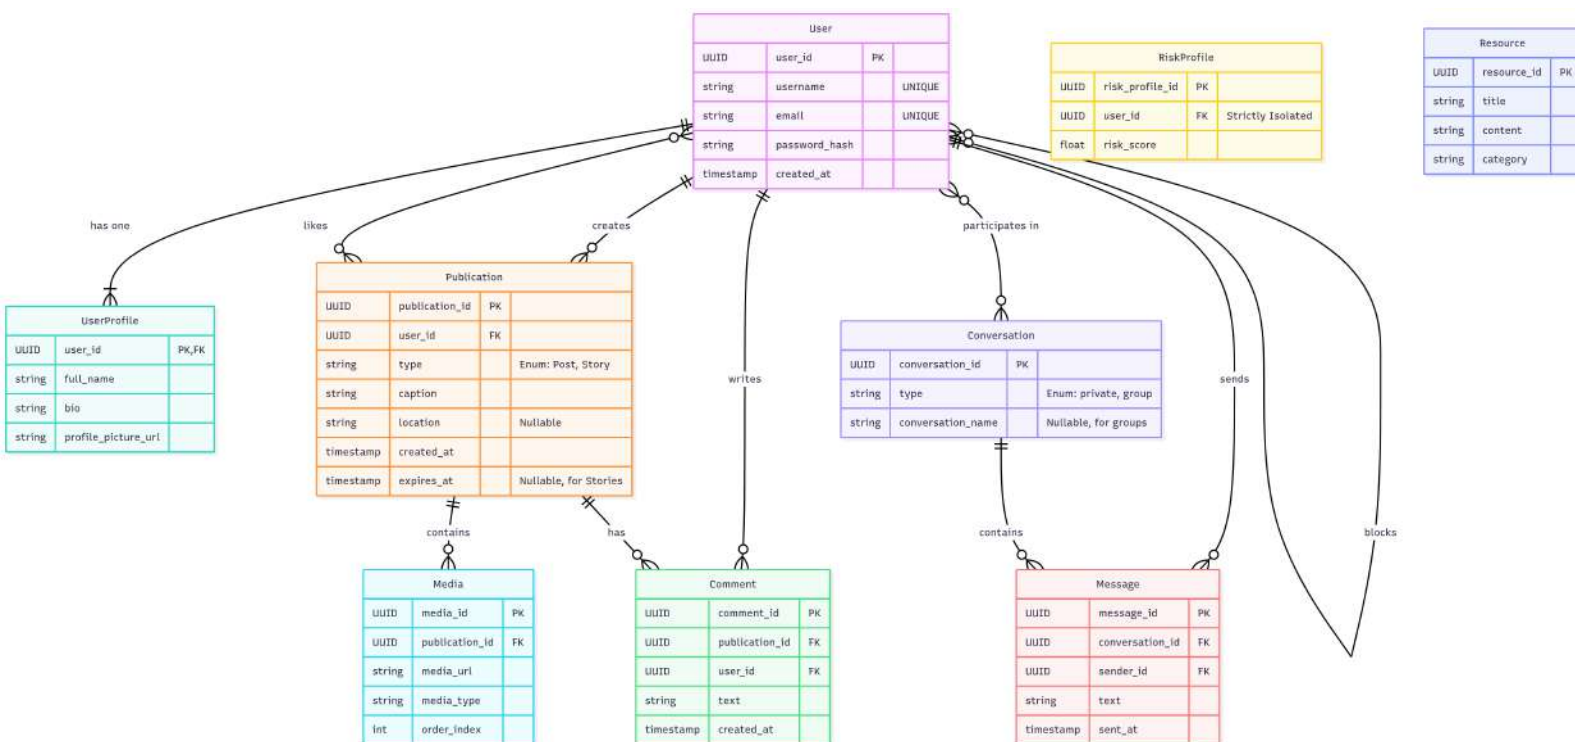 User
UUID user_id PK
string username UNIQUE
string email UNIQUE
string password_hash
timestamp created_at
RiskProfile
UUID risk_profile_id PK
UUID user_id FK Strictly Isolated
float risk_score
Resource
UUID resource_id PK
string title
string content
string category
has one
likes
creates
participates in
UserProfile
UUID user_id PK,FK
string full_name
string bio
string profile_picture_url
Publication
UUID publication_id PK
UUID user_id FK
string type Enum: Post, Story
string caption
string location Nullable
timestamp created_at
timestamp expires_at Nullable, for Stories
writes
Conversation
UUID conversation_id PK
string type Enum: private, group
string conversation_name Nullable, for groups
sends
contains
has
contains
blocks
Media
UUID media_id PK
UUID publication_id FK
string media_url
string media_type
int order_index
Comment
UUID comment_id PK
UUID publication_id FK
UUID user_id FK
string text
timestamp created_at
Message
UUID message_id PK
UUID conversation_id FK
UUID sender_id FK
string text
timestamp sent_at